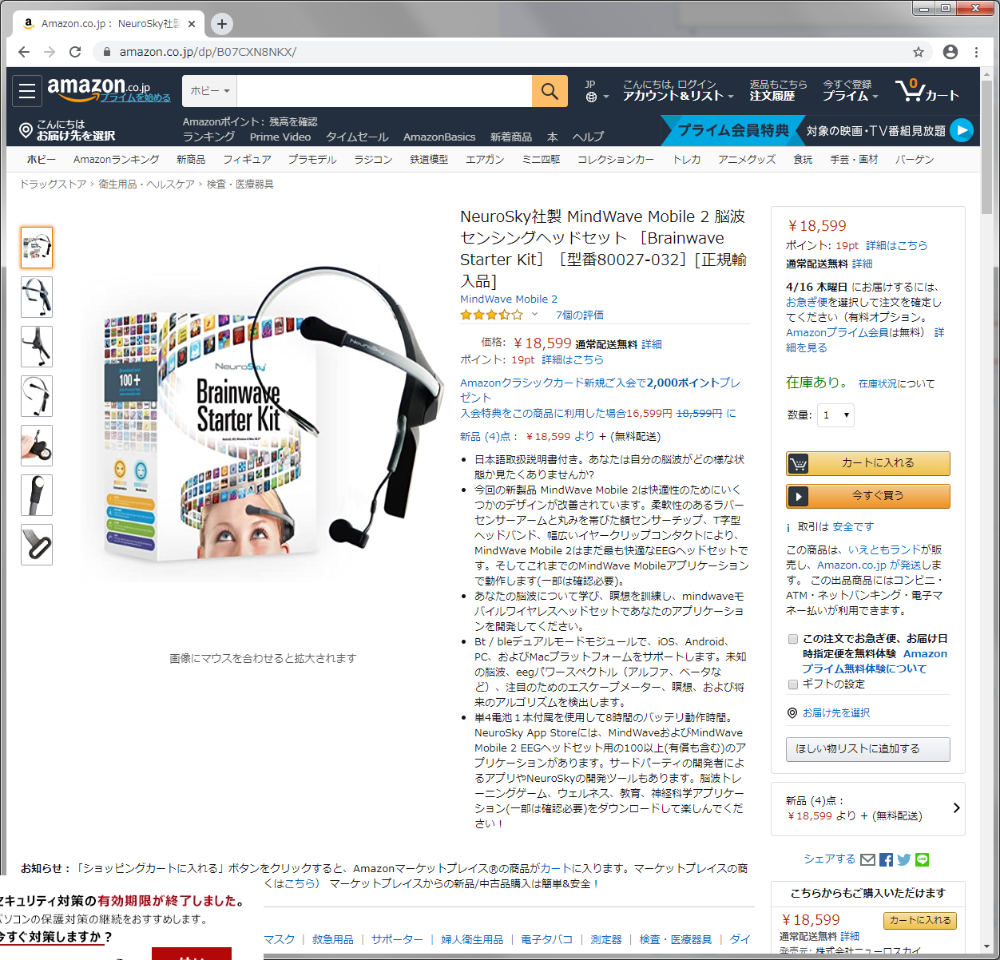 Amazon.co.jp： NeuroSky社製
amazon.co.jp/dp/B07CXN8NKX/
amazon.co.jp
プライムを始める
ホビー
JP
こんにちは, ログイン
アカウント＆リスト
返品もこちら
注文履歴
今すぐ登録
プライム
0
カート
こんにちは
お届け先を選択
Amazonポイント： 残高を確認
ランキング Prime Video タイムセール AmazonBasics 新着商品 本 ヘルプ
プライム会員特典 対象の映画・TV番組見放題
ホビー Amazonランキング 新商品 フィギュア プラモデル ラジコン 鉄道模型 エアガン ミニ四駆 コレクションカー トレカ アニメグッズ 食玩 手芸・画材 バーゲン
ドラッグストア › 衛生用品・ヘルスケア › 検査・医療器具
NeuroSky
100+
NeuroSky
Brainwave
Starter Kit
画像にマウスを合わせると拡大されます
NeuroSky社製 MindWave Mobile 2 脳波
センシングヘッドセット ［Brainwave
Starter Kit］［型番80027-032］[正規輸
入品]
MindWave Mobile 2
7個の評価
価格: ￥18,599 通常配送無料 詳細
ポイント: 19pt 詳細はこちら
Amazonクラシックカード新規ご入会で2,000ポイントプレ
ゼント
入会特典をこの商品に利用した場合16,599円 18,599円 に
新品 (4)点： ￥18,599 より + (無料配送)
• 日本語取扱説明書付き。あなたは自分の脳波がどの様な状
態か見たくありませんか?
• 今回の新製品 MindWave Mobile 2は快適性のためにいく
つかのデザインが改善されています。柔軟性のあるラバー
センサーアームと丸みを帯びた額センサーチップ、T字型
ヘッドバンド、幅広いイヤークリップコンタクトにより、
MindWave Mobile 2はまだ最も快適なEEGヘッドセットで
す。そしてこれまでのMindWave Mobileアプリケーション
で動作します(一部は確認必要)。
• あなたの脳波について学び、瞑想を訓練し、mindwaveモ
バイルワイヤレスヘッドセットであなたのアプリケーショ
ンを開発してください。
• Bt / bleデュアルモードモジュールで、iOS、Android、
PC、およびMacプラットフォームをサポートします。未知
の脳波、eegパワースペクトル（アルファ、ベータな
ど）、注目のためのエスケープメーター、瞑想、および将
来のアルゴリズムを検出します。
• 単4電池１本付属を使用して8時間のバッテリ動作時間。
NeuroSky App Storeには、MindWaveおよびMindWave
Mobile 2 EEGヘッドセット用の100以上(有償も含む)のア
プリケーションがあります。サードパーティの開発者によ
るアプリやNeuroSkyの開発ツールもあります。脳波トレ
ーニングゲーム、ウェルネス、教育、神経科学アプリケー
ション(一部は確認必要)をダウンロードして楽しんでくだ
さい！
￥18,599
ポイント: 19pt 詳細はこちら
通常配送無料 詳細
4/16 木曜日 にお届けするには、
お急ぎ便を選択して注文を確定し
てください（有料オプション。
Amazonプライム会員は無料） 詳
細を見る
在庫あり。 在庫状況について
数量: 1
カートに入れる
今すぐ買う
取引は 安全です
この商品は、いえともランドが販
売し、Amazon.co.jp が発送しま
す。 この出品商品にはコンビニ・
ATM・ネットバンキング・電子マ
ネー払いが利用できます。
この注文でお急ぎ便、お届け日
時指定便を無料体験 Amazon
プライム無料体験について
ギフトの設定
お届け先を選択
ほしい物リストに追加する
新品 (4)点：
￥18,599 より + (無料配送)
シェアする
LINE
こちらからもご購入いただけます
￥18,599 カートに入れる
通常配送無料 詳細
発売元: 株式会社ニューロスカイ
お知らせ：「ショッピングカートに入れる」ボタンをクリックすると、Amazonマーケットプレイス®の商品がカートに入ります。マーケットプレイスの商
くはこちら） マーケットプレイスからの新品/中古品購入は簡単&安全！
マスク ｜ 救急用品 ｜ サポーター ｜ 婦人衛生用品 ｜ 電子タバコ ｜ 測定器 ｜ 検査・医療器具 ｜ ダイ
セキュリティ対策の有効期限が終了しました。
パソコンの保護対策の継続をおすすめします。
今すぐ対策しますか？